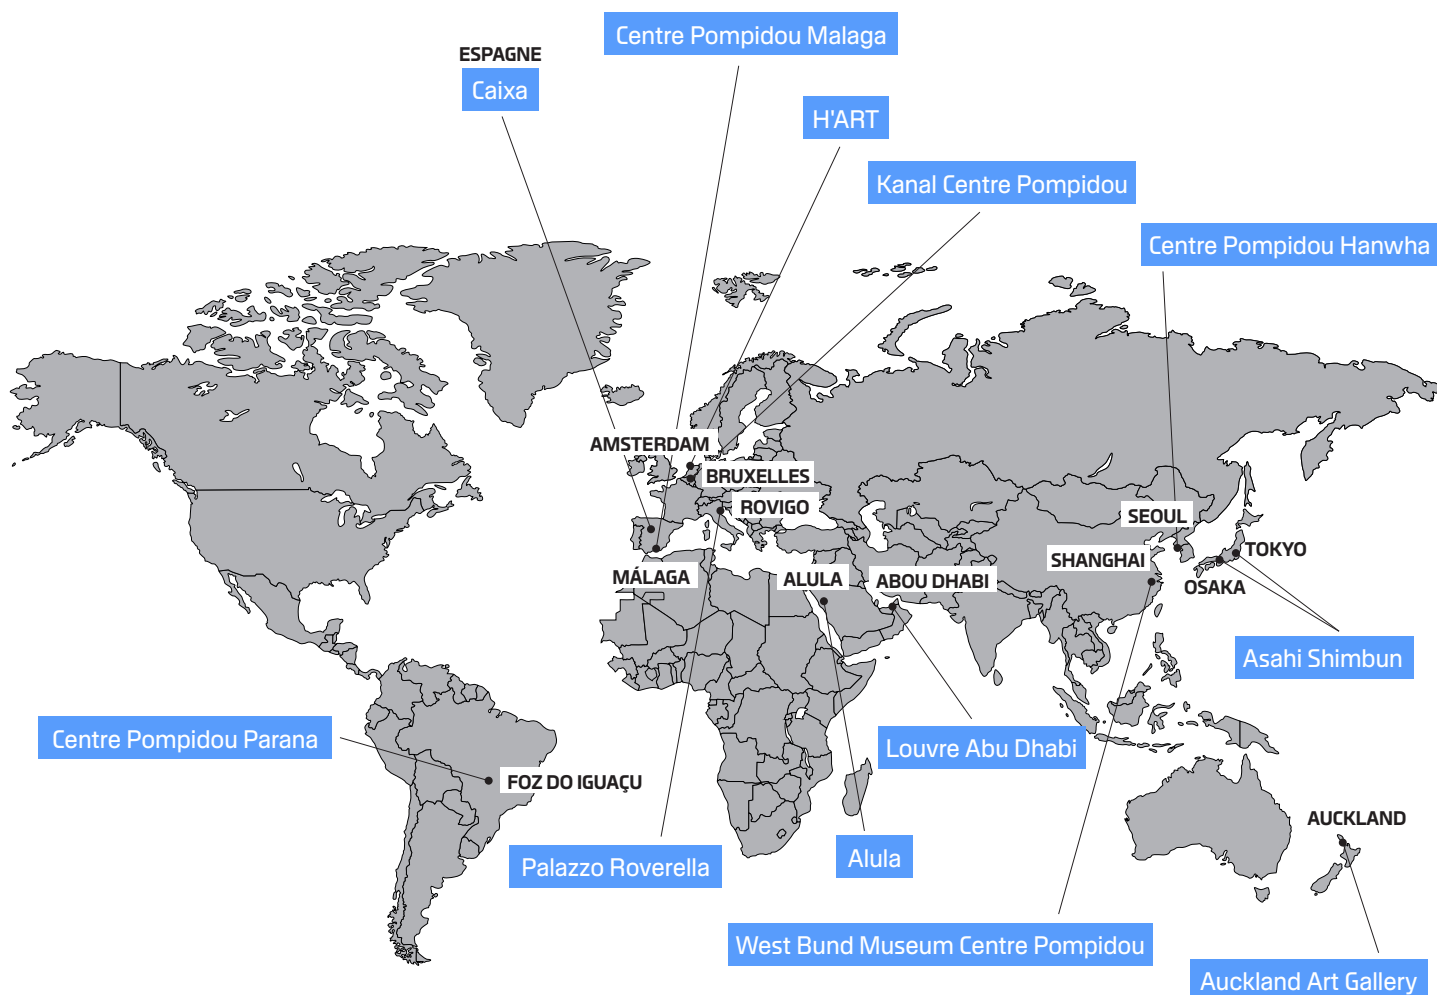 Centre Pompidou Malaga
ESPAGNE
Caixa
H'ART
Kanal Centre Pompidou
Centre Pompidou Hanwha
AMSTERDAM
BRUXELLES
ROVIGO
SEOUL
TOKYO
SHANGHAI
OSAKA
MÁLAGA
ALULA
ABOU DHABI
Asahi Shimbun
Centre Pompidou Parana
Louvre Abu Dhabi
FOZ DO IGUAÇU
AUCKLAND
Palazzo Roverella
Alula
West Bund Museum Centre Pompidou
Auckland Art Gallery